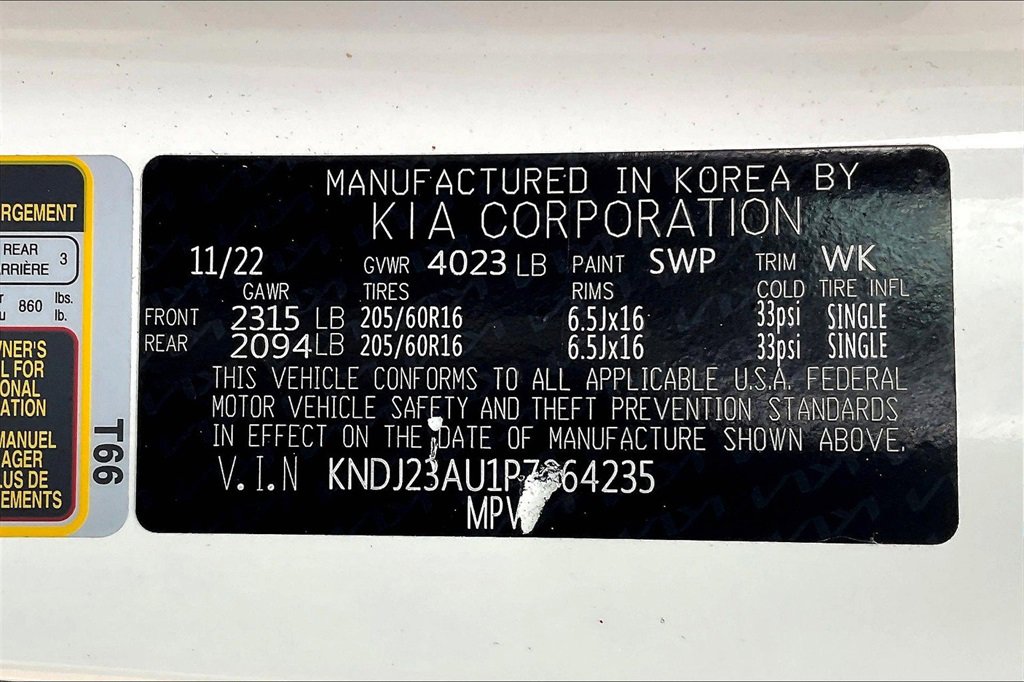 MANUFACTURED IN KOREA BY
KIA CORPORATION
11/22 GVWR 4023 LB PAINT SWP TRIM WK
GAWR TIRES RIMS COLD TIRE INFL
FRONT 2315 LB 205/60R16 6.5Jx16 33psi SINGLE
REAR 2094 LB 205/60R16 6.5Jx16 33psi SINGLE
THIS VEHICLE CONFORMS TO ALL APPLICABLE U.S.A. FEDERAL
MOTOR VEHICLE SAFETY AND THEFT PREVENTION STANDARDS
IN EFFECT ON THE DATE OF MANUFACTURE SHOWN ABOVE.
V.I.N KNDJ23AU1P7864235
MPV
RGEMENT
REAR
ARRIÈRE 3
860 lbs.
lb.
NER'S
L FOR
ONAL
ATION
MANUEL
AGER
LUS DE
EMENTS
T66